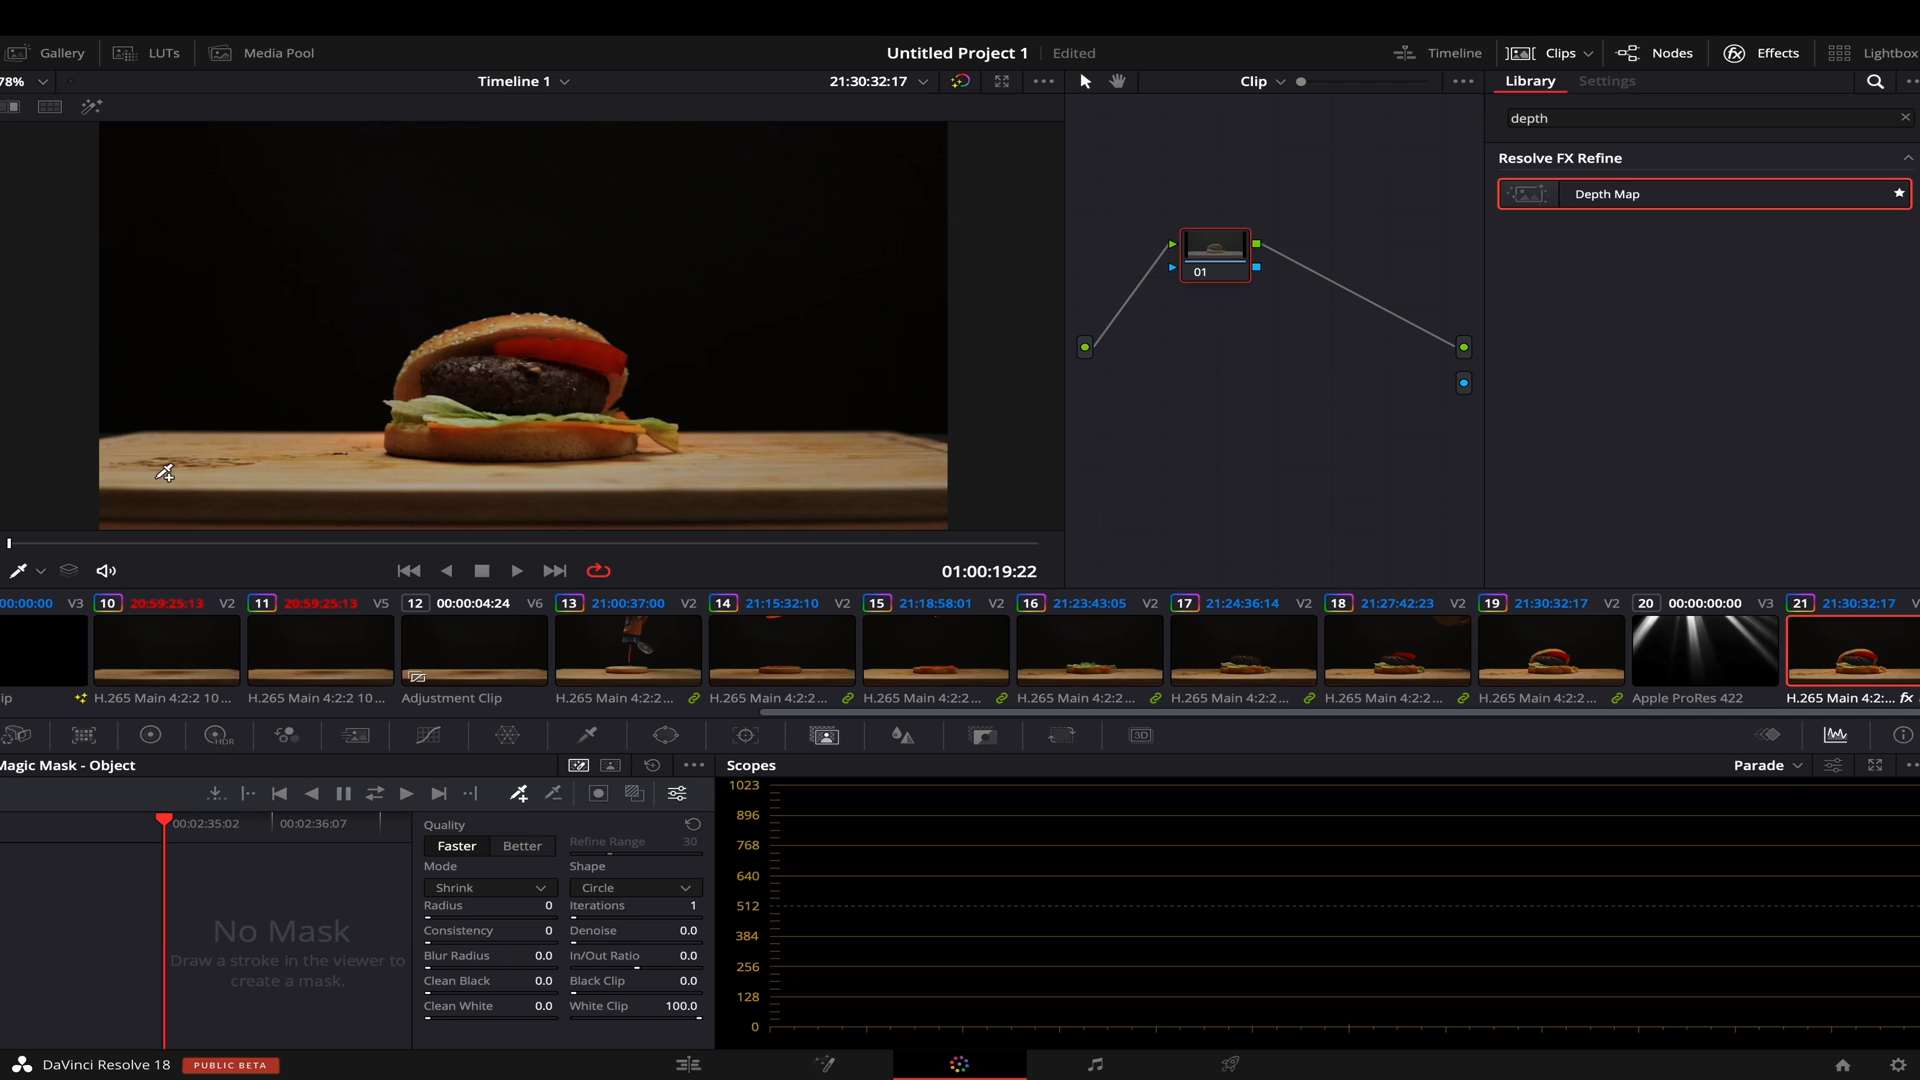 Gallery LUTs Media Pool Untitled Project 1 Edited Timeline Clips Nodes Effects Lightbox
78% Timeline 1 21:30:32:17 Clip Library Settings
depth
Resolve FX Refine
Depth Map
01
01:00:19:22
00:00:00 V3 10 20:59:25:13 V2 11 20:59:25:13 V5 12 00:00:04:24 V6 13 21:00:37:00 V2 14 21:15:32:10 V2 15 21:18:58:01 V2 16 21:23:43:05 V2 17 21:24:36:14 V2 18 21:27:42:23 V2 19 21:30:32:17 V2 20 00:00:00:00 V3 21 21:30:32:17
ip H.265 Main 4:2:2 10... H.265 Main 4:2:2 10... Adjustment Clip H.265 Main 4:2:2... H.265 Main 4:2:2... H.265 Main 4:2:2... H.265 Main 4:2:2... H.265 Main 4:2:2... H.265 Main 4:2:2... H.265 Main 4:2:2... Apple ProRes 422 H.265 Main 4:2:... fx
HDR 3D
Magic Mask - Object Scopes Parade
00:02:35:02 00:02:36:07
No Mask
Draw a stroke in the viewer to
create a mask.
Quality
Faster Better Refine Range 30
Mode Shape
Shrink Circle
Radius 0 Iterations 1
Consistency 0 Denoise 0.0
Blur Radius 0.0 In/Out Ratio 0.0
Clean Black 0.0 Black Clip 0.0
Clean White 0.0 White Clip 100.0
1023
896
768
640
512
384
256
128
0
DaVinci Resolve 18 PUBLIC BETA